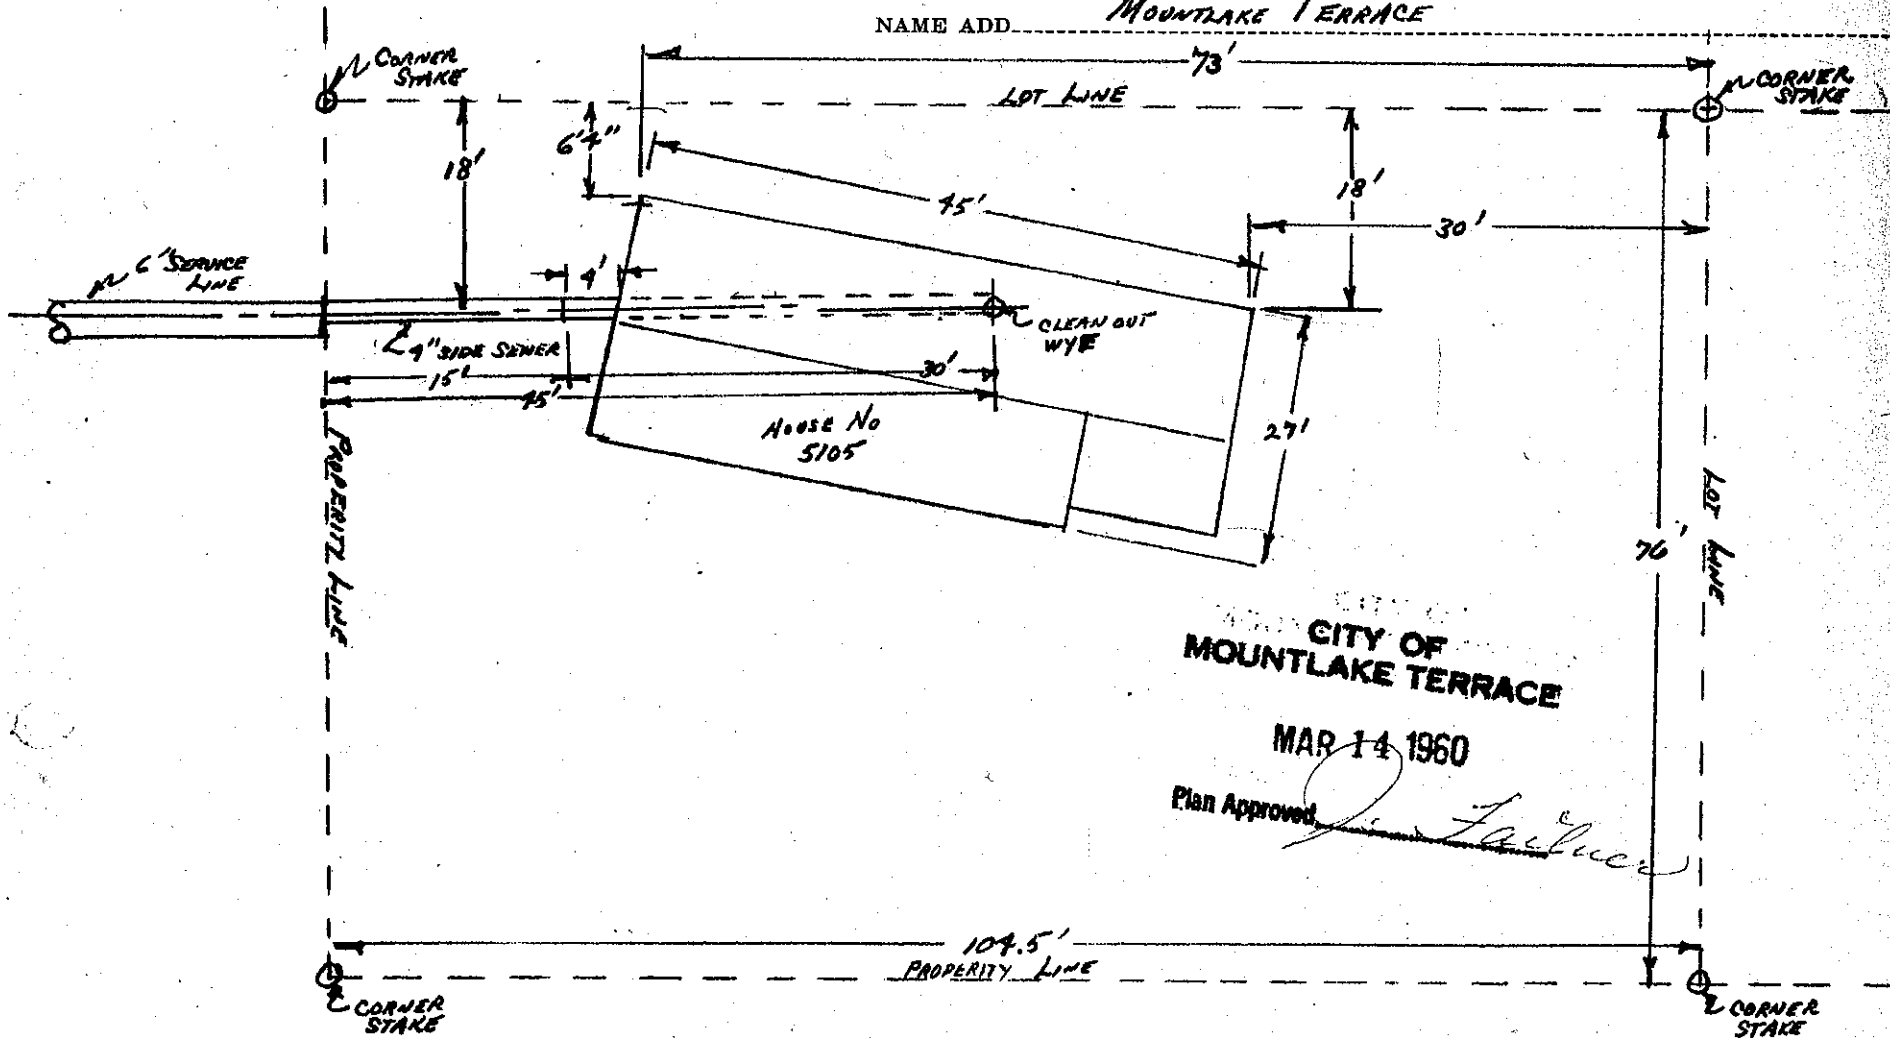 NAME ADD MOUNTLAKE TERRACE
CORNER
STAKE
73'
LOT LINE
CORNER
STAKE
6'4"
18'
45'
18'
30'
6" SERVICE
LINE
4'
CLEAN OUT
WYE
4" SIDE SEWER
15'
30'
45'
HOUSE NO
5105
27'
PROPERITY LINE
LOT LINE
76'
CITY OF
MOUNTLAKE TERRACE
MAR 14 1960
Plan Approved
104.5'
PROPERITY LINE
CORNER
STAKE
CORNER
STAKE